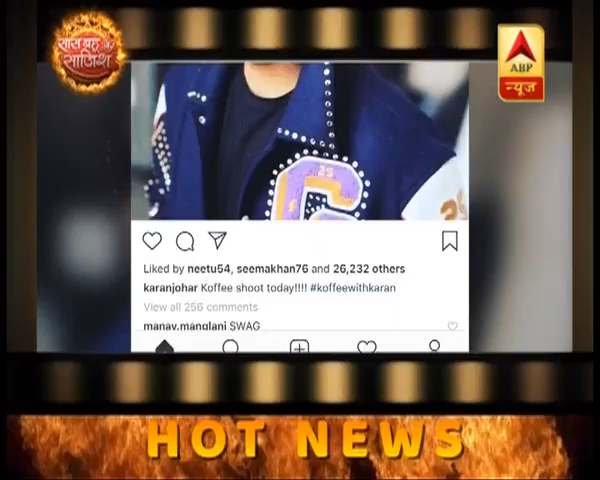 सास बहू और
साज़िश
ABP
न्यूज़
25
Liked by neetu54, seemakhan76 and 26,232 others
karanjohar Koffee shoot today!!!! #koffeewithkaran
View all 256 comments
manav.manglani SWAG
HOT NEWS